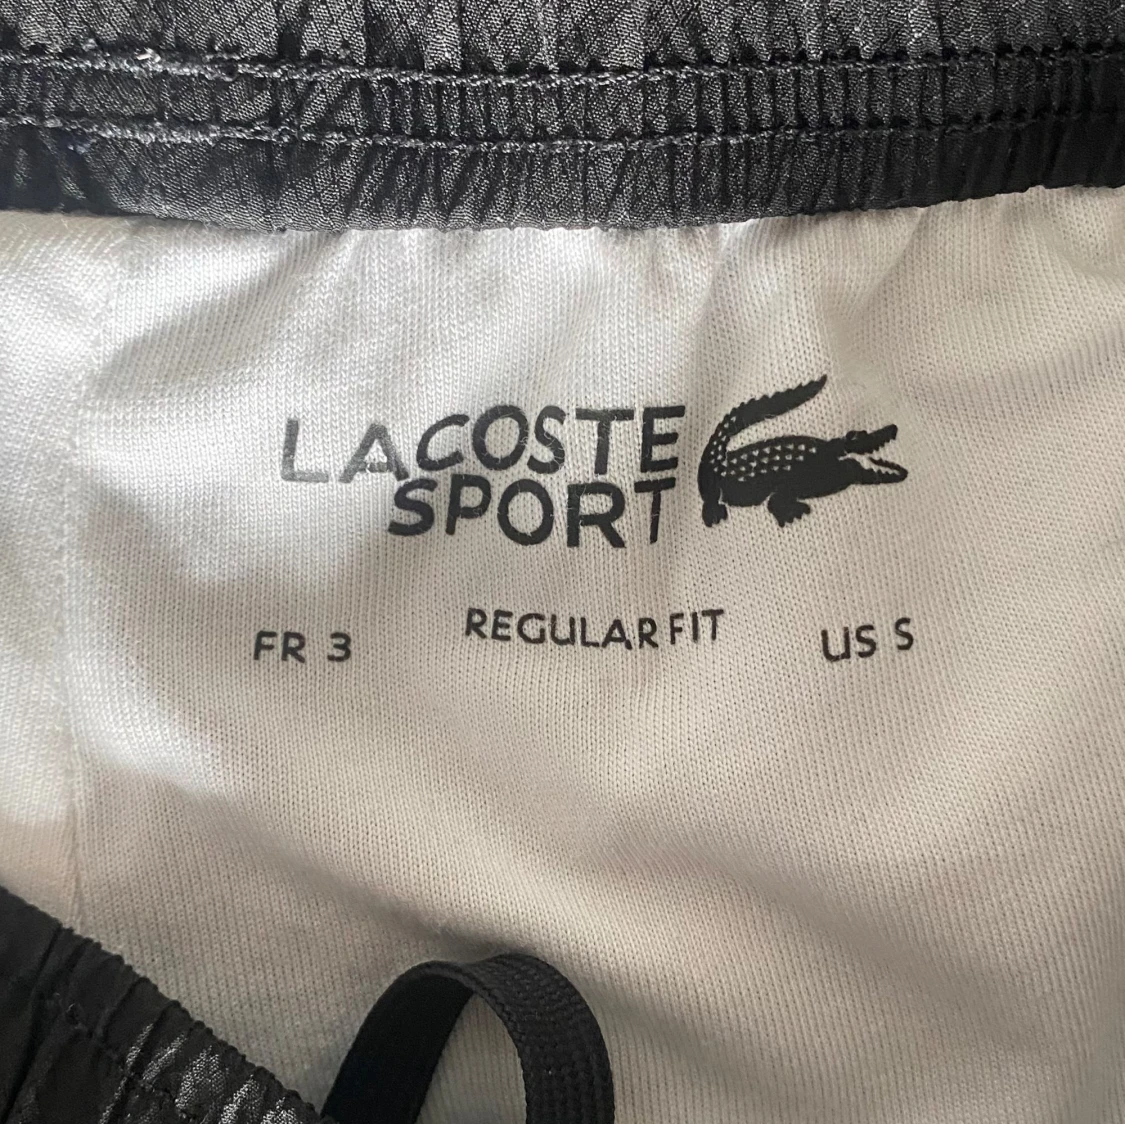 LACOSTE
SPORT
FR 3
REGULAR FIT
US S